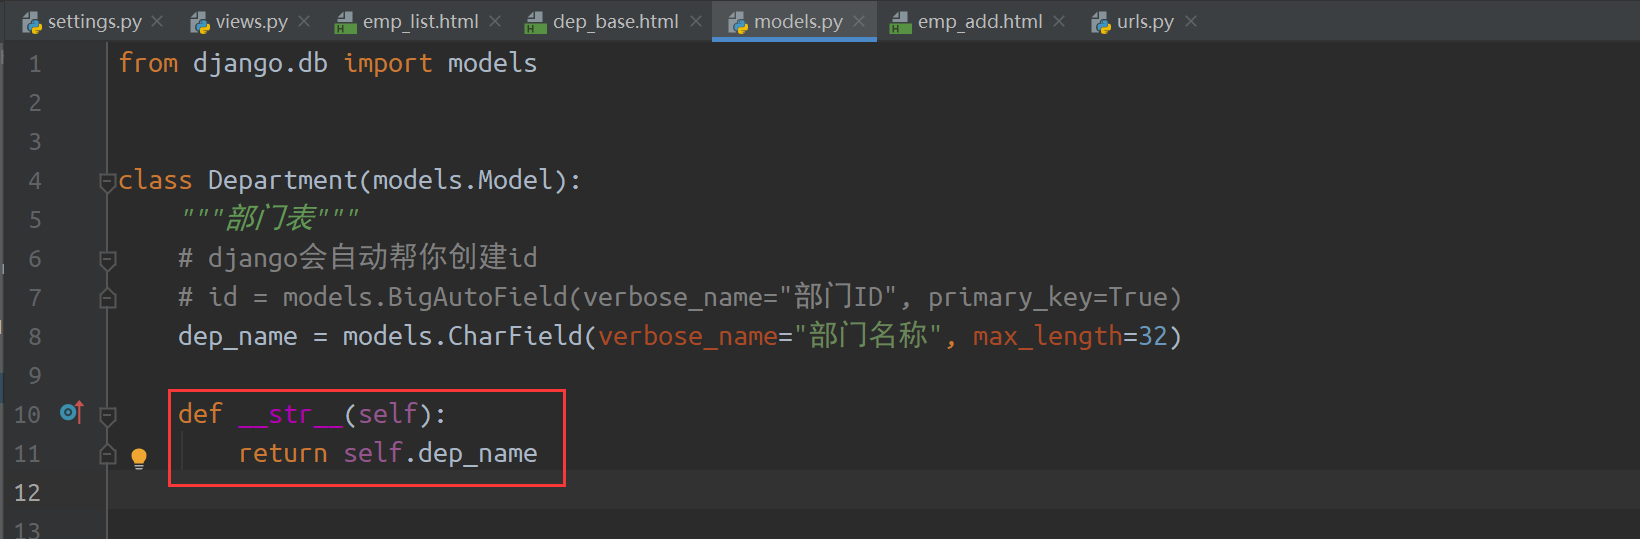 settings.py views.py emp_list.html dep_base.html models.py emp_add.html urls.py
1 from django.db import models
2
3
4 class Department(models.Model):
5 """部门表"""
6 # django会自动帮你创建id
7 # id = models.BigAutoField(verbose_name="部门ID", primary_key=True)
8 dep_name = models.CharField(verbose_name="部门名称", max_length=32)
9
10 def __str__(self):
11 return self.dep_name
12
13